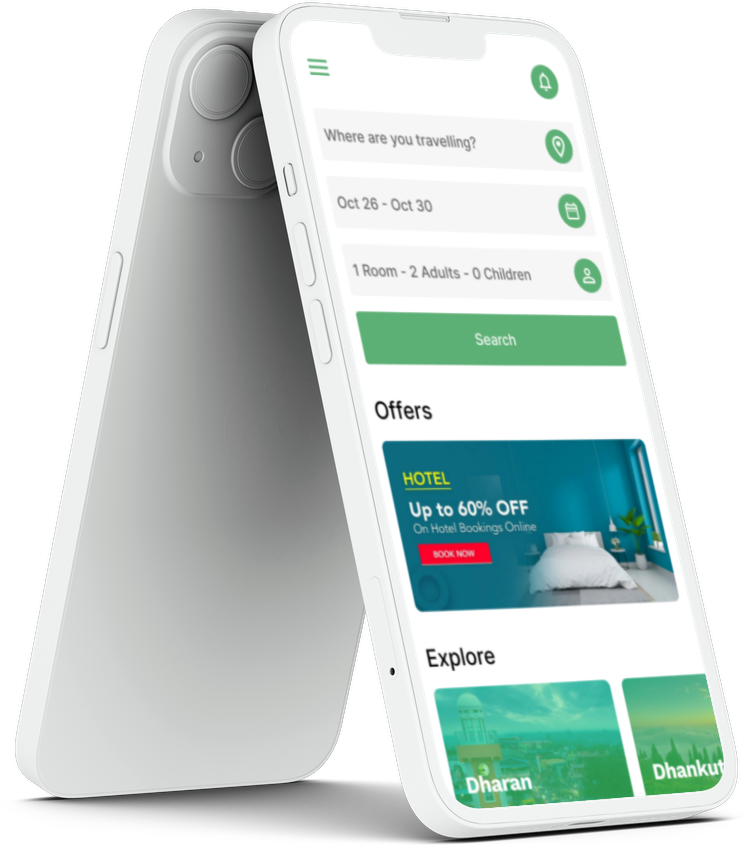 Where are you travelling?
Oct 26 - Oct 30
1 Room - 2 Adults - 0 Children
Search
Offers
HOTEL
Up to 60% OFF
On Hotel Bookings Online
BOOK NOW
Explore
Dharan
Dhankut